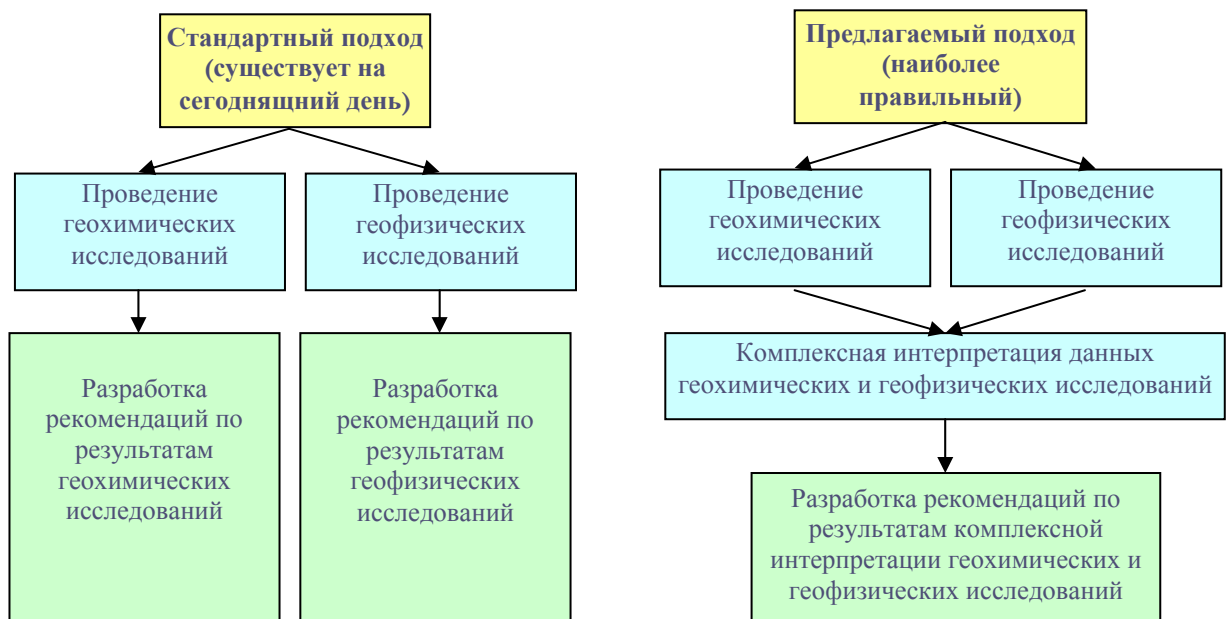 Стандартный подход
(существует на
сегоднящний день)
Проведение
геохимических
исследований
Проведение
геофизических
исследований
Разработка
рекомендаций по
результатам
геохимических
исследований
Разработка
рекомендаций по
результатам
геофизических
исследований
Предлагаемый подход
(наиболее
правильный)
Проведение
геохимических
исследований
Проведение
геофизических
исследований
Комплексная интерпретация данных
геохимических и геофизических исследований
Разработка рекомендаций по
результатам комплексной
интерпретации геохимических и
геофизических исследований